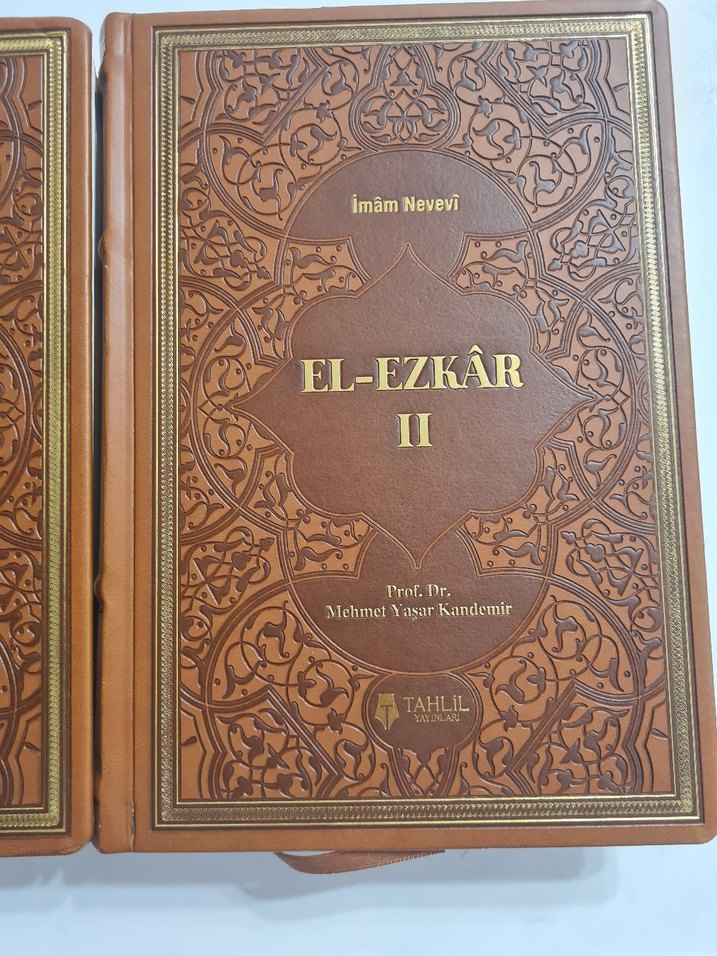 İmâm Nevevî
EL-EZKÂR
II
Prof. Dr.
Mehmet Yaşar Kandemir
TAHLİL
YAYINLARI